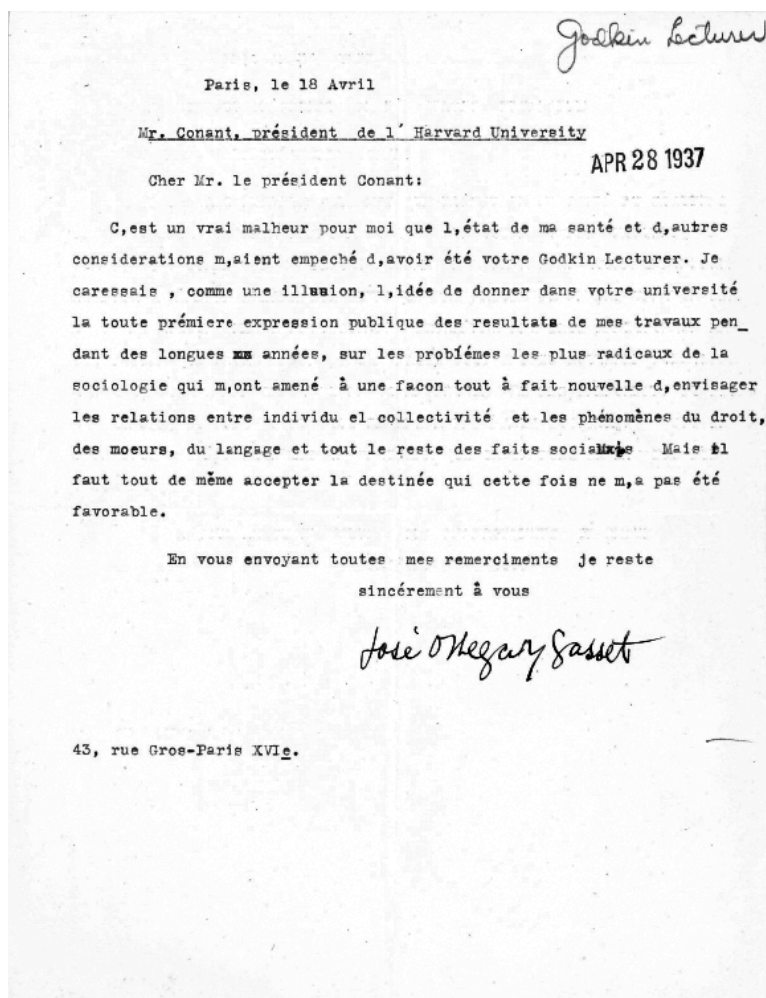 Godkin Lecturer
Paris, le 18 Avril
Mr. Conant, président de l´ Harvard University
APR 28 1937
Cher Mr. le président Conant:
C,est un vrai malheur pour moi que l,état de ma santé et d,autres
considerations m,aient empeché d,avoir été votre Godkin Lecturer. Je
caressais , comme une illusion, l,idée de donner dans votre université
la toute prémiere expression publique des resultats de mes travaux pen_
dant des longues années, sur les problémes les plus radicaux de la
sociologie qui m,ont amené à une facon tout à fait nouvelle d,envisager
les relations entre individu el collectivité et les phénomènes du droit,
des moeurs, du langage et tout le reste des faits sociaux Mais il
faut tout de même accepter la destinée qui cette fois ne m,a pas été
favorable.
En vous envoyant toutes mes remerciments je reste
sincérement à vous
José Ortega y Gasset
43, rue Gros-Paris XVIe.